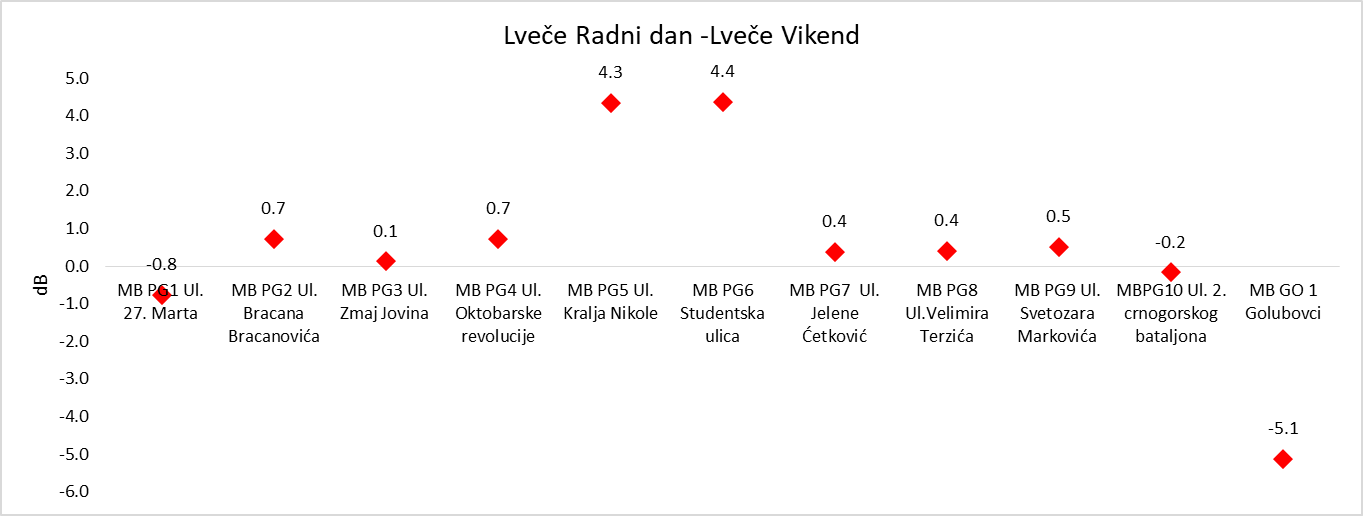 Lveče Radni dan -Lveče Vikend
dB
5.0
4.0
3.0
2.0
1.0
0.0
-1.0
-2.0
-3.0
-4.0
-5.0
-6.0
-0.8
0.7
0.1
0.7
4.3
4.4
0.4
0.4
0.5
-0.2
-5.1
MB PG1 Ul.
27. Marta
MB PG2 Ul.
Bracana
Bracanovića
MB PG3 Ul.
Zmaj Jovina
MB PG4 Ul.
Oktobarske
revolucije
MB PG5 Ul.
Kralja Nikole
MB PG6
Studentska
ulica
MB PG7 Ul.
Jelene
Ćetković
MB PG8
Ul.Velimira
Terzića
MB PG9 Ul.
Svetozara
Markovića
MBPG10 Ul. 2.
crnogorskog
bataljona
MB GO 1
Golubovci